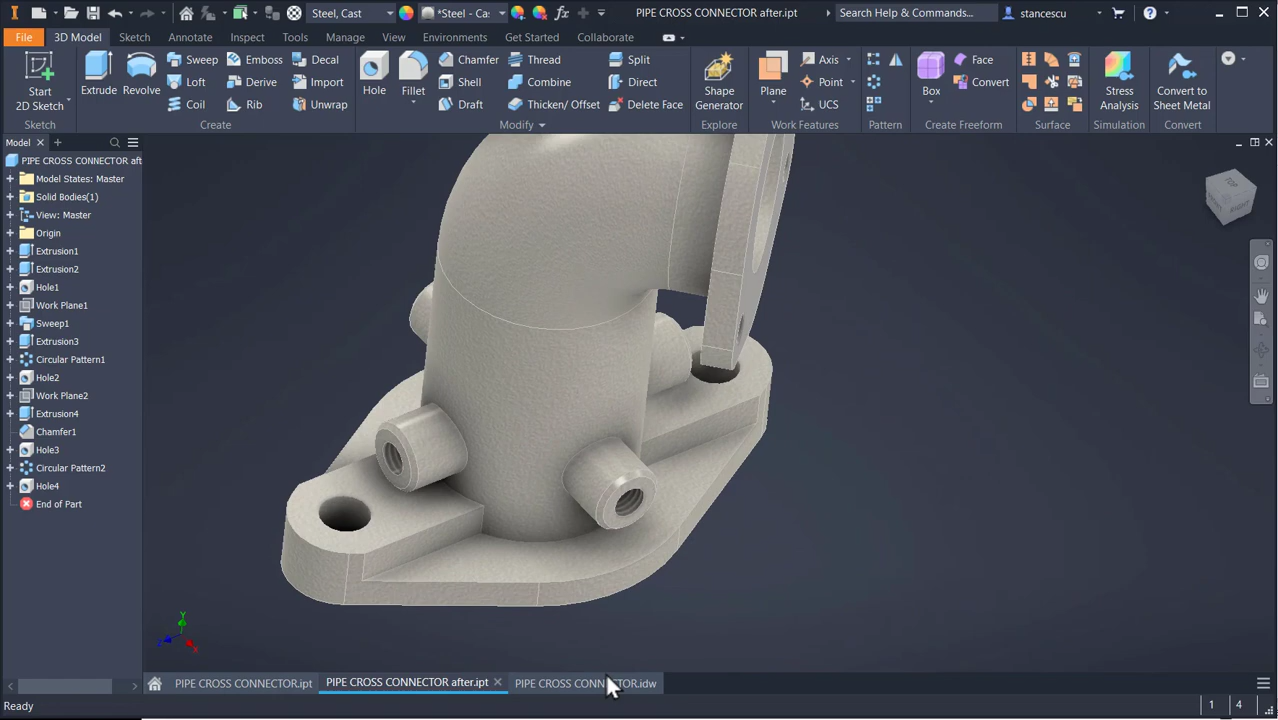 Steel, Cast
*Steel - Cas
PIPE CROSS CONNECTOR after.ipt
Search Help & Commands...
stancescu
File
3D Model
Sketch
Annotate
Inspect
Tools
Manage
View
Environments
Get Started
Collaborate
Start
2D Sketch
Extrude
Revolve
Sweep
Loft
Coil
Emboss
Derive
Rib
Decal
Import
Unwrap
Hole
Fillet
Chamfer
Shell
Draft
Thread
Combine
Thicken/ Offset
Split
Direct
Delete Face
Shape
Generator
Plane
Axis
Point
UCS
Box
Face
Convert
Stress
Analysis
Convert to
Sheet Metal
Sketch
Create
Modify
Explore
Work Features
Pattern
Create Freeform
Surface
Simulation
Convert
Model
PIPE CROSS CONNECTOR aft
Model States: Master
Solid Bodies(1)
View: Master
Origin
Extrusion1
Extrusion2
Hole1
Work Plane1
Sweep1
Extrusion3
Circular Pattern1
Hole2
Work Plane2
Extrusion4
Chamfer1
Hole3
Circular Pattern2
Hole4
End of Part
TOP
RIGHT
Y
Z
X
PIPE CROSS CONNECTOR.ipt
PIPE CROSS CONNECTOR after.ipt
PIPE CROSS CONNECTOR.idw
Ready
1
4